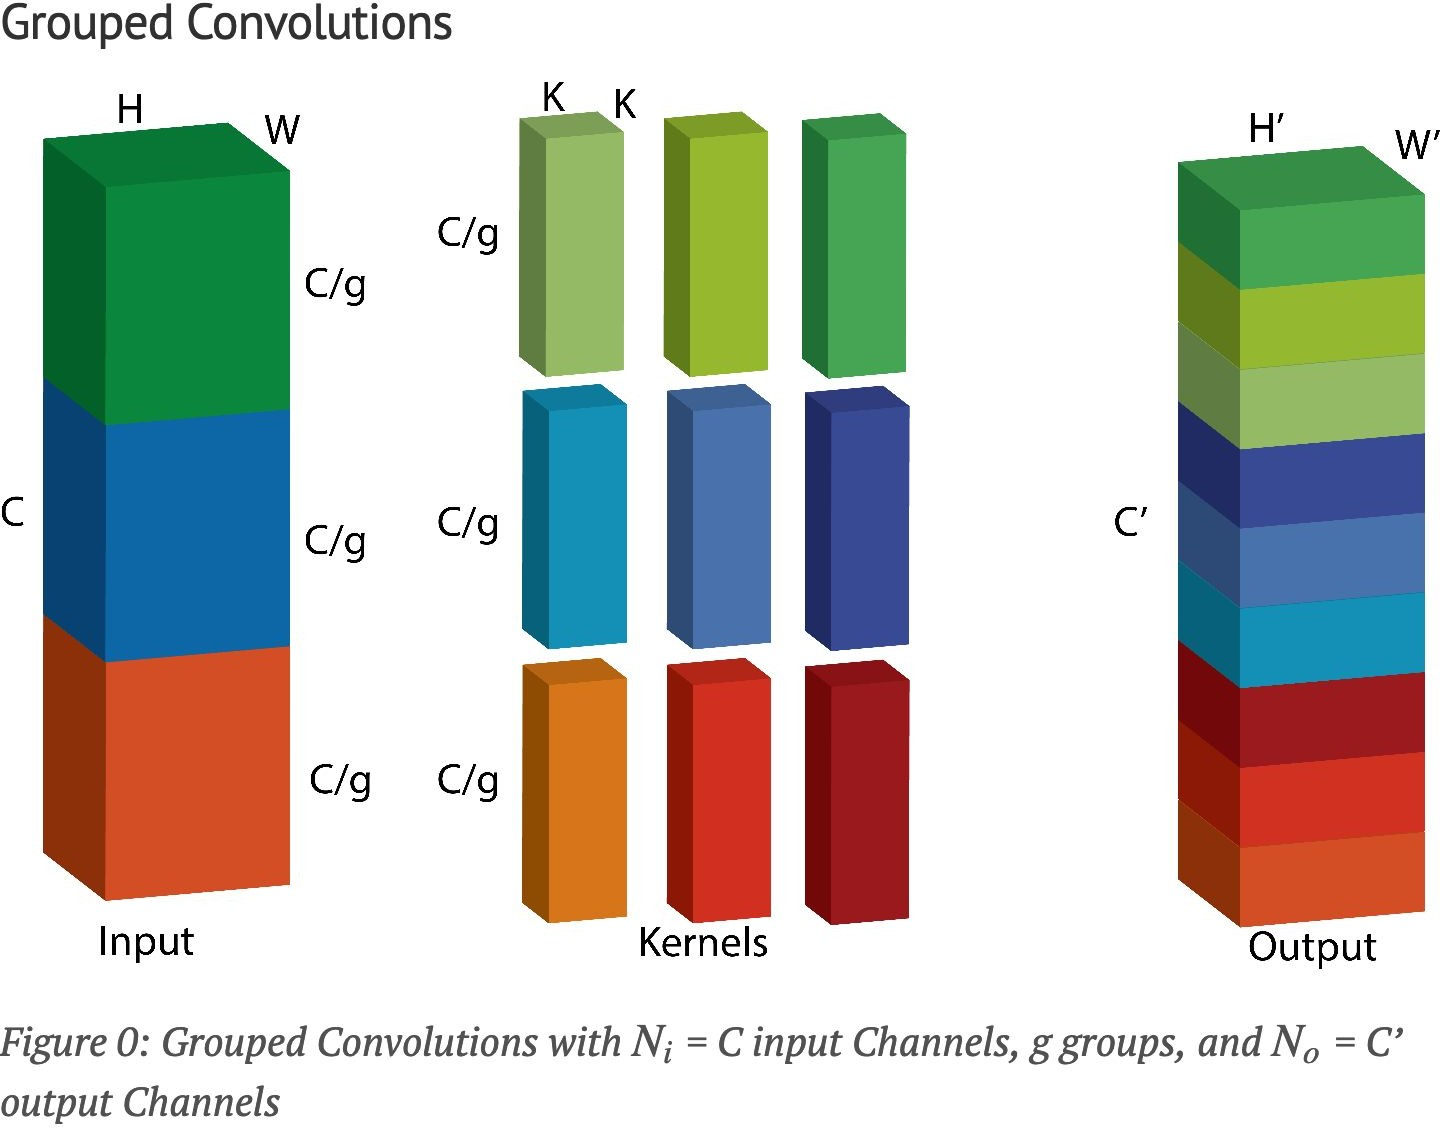 Grouped Convolutions
H
W
K
K
H’
W’
C/g
C/g
C
C/g
C/g
C’
C/g
C/g
Input
Kernels
Output
Figure 0: Grouped Convolutions with Nᵢ = C input Channels, g groups, and Nₒ = C’
output Channels